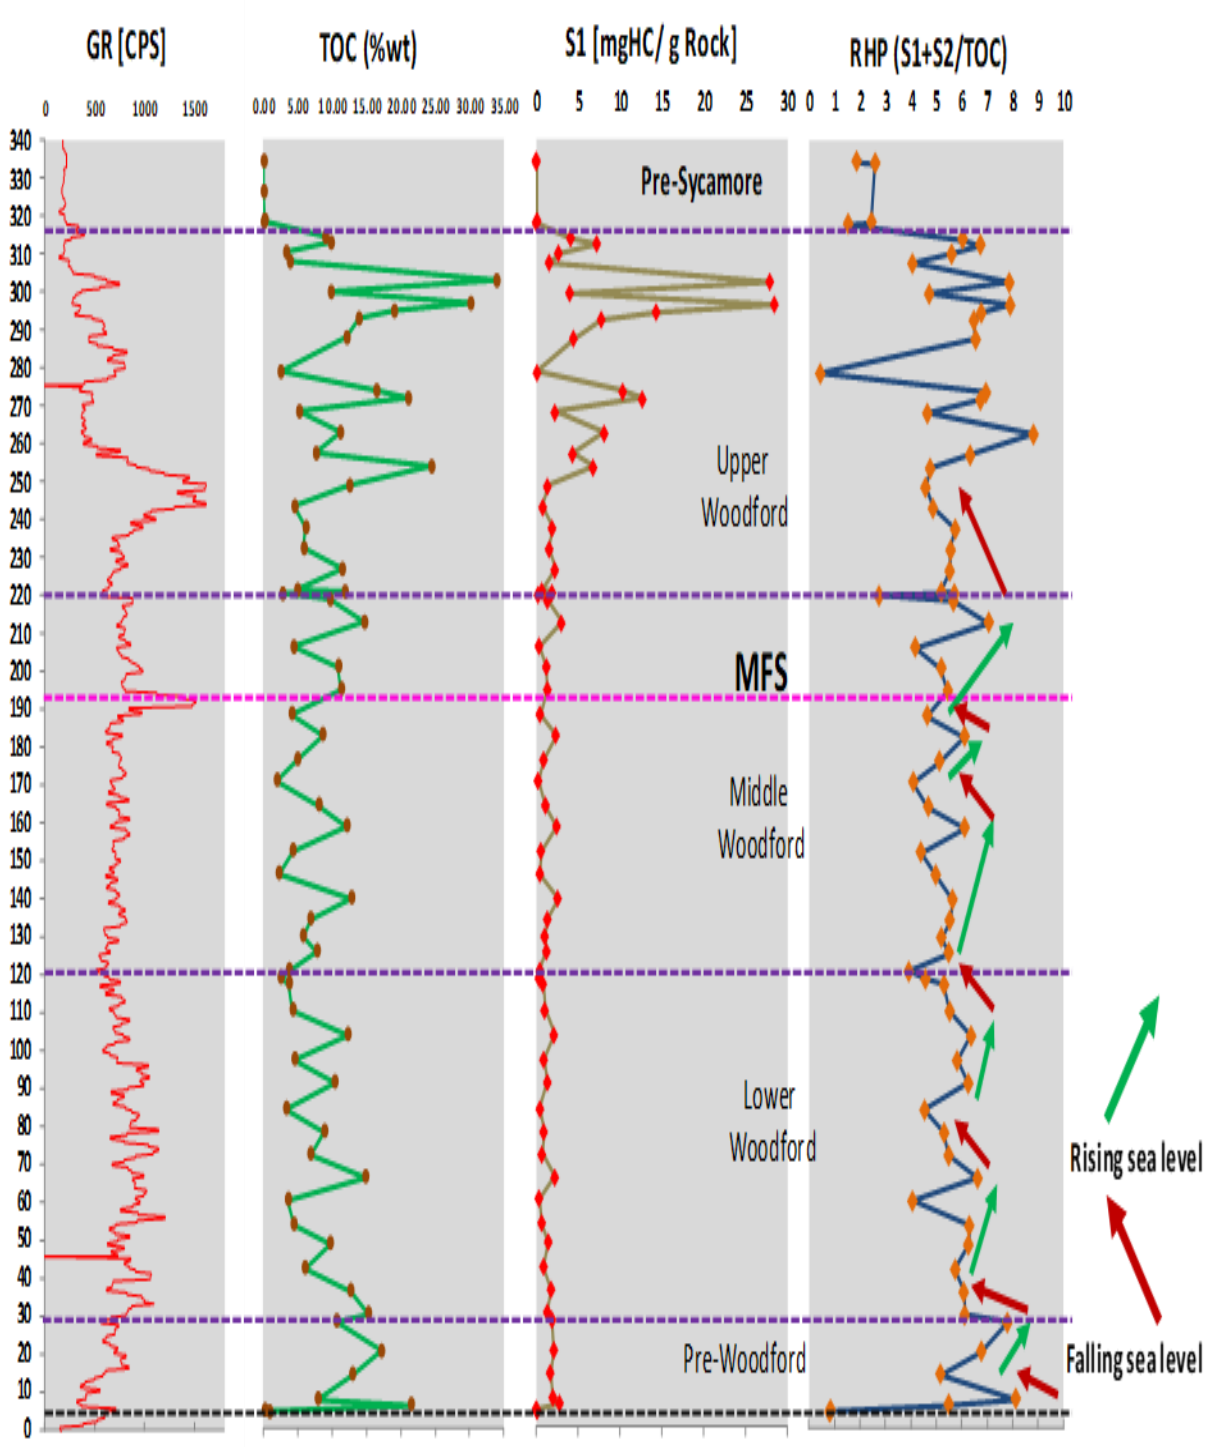 GR [CPS]
TOC (%wt)
S1 [mgHC/ g Rock]
RHP (S1+S2/TOC)
0 500 1000 1500
0.00 5.00 10.00 15.00 20.00 25.00 30.00 35.00
0 5 10 15 20 25 30
0 1 2 3 4 5 6 7 8 9 10
340
330
320
310
300
290
280
270
260
250
240
230
220
210
200
190
180
170
160
150
140
130
120
110
100
90
80
70
60
50
40
30
20
10
0
Pre-Sycamore
Upper
Woodford
MFS
Middle
Woodford
Lower
Woodford
Pre-Woodford
Rising sea level
Falling sea level